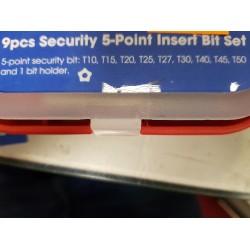 9pcs Security 5-Point Insert Bit Set
5-point security bit: T10, T15, T20, T25, T27, T30, T40, T45, T50
and 1 bit holder.